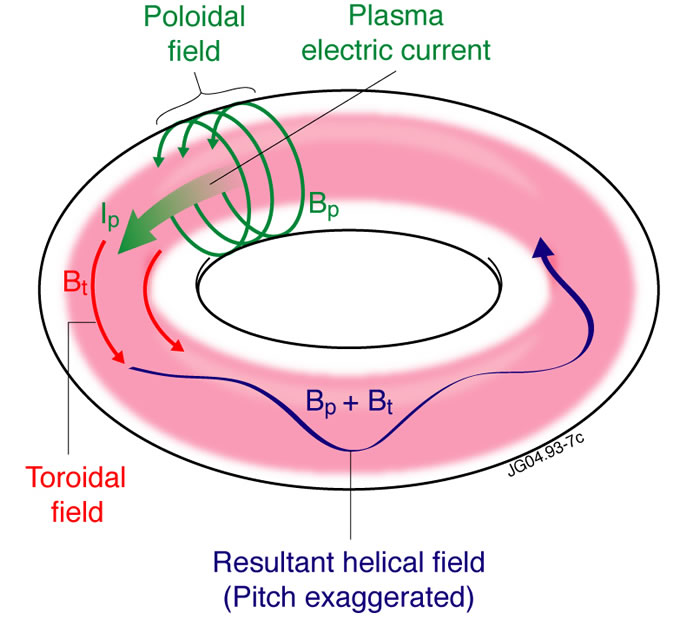 Poloidal
field
Plasma
electric current
Bp
Ip
Bt
Bp + Bt
JG04.93-7c
Toroidal
field
Resultant helical field
(Pitch exaggerated)